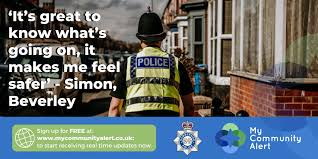 ‘It’s great to
know what’s
going on, it
makes me feel
safer’ - Simon,
Beverley
POLICE
Sign up for FREE at:
www.mycommunityalert.co.uk
to start receiving real time updates now.
My
Community
Alert